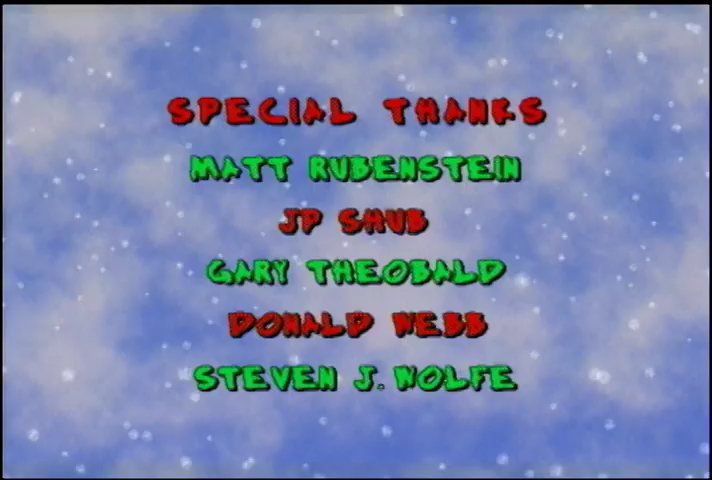 SPECIAL THANKS
MATT RUBENSTEIN
JP SHUB
GARY THEOBALD
DONALD WEBB
STEVEN J. WOLFE